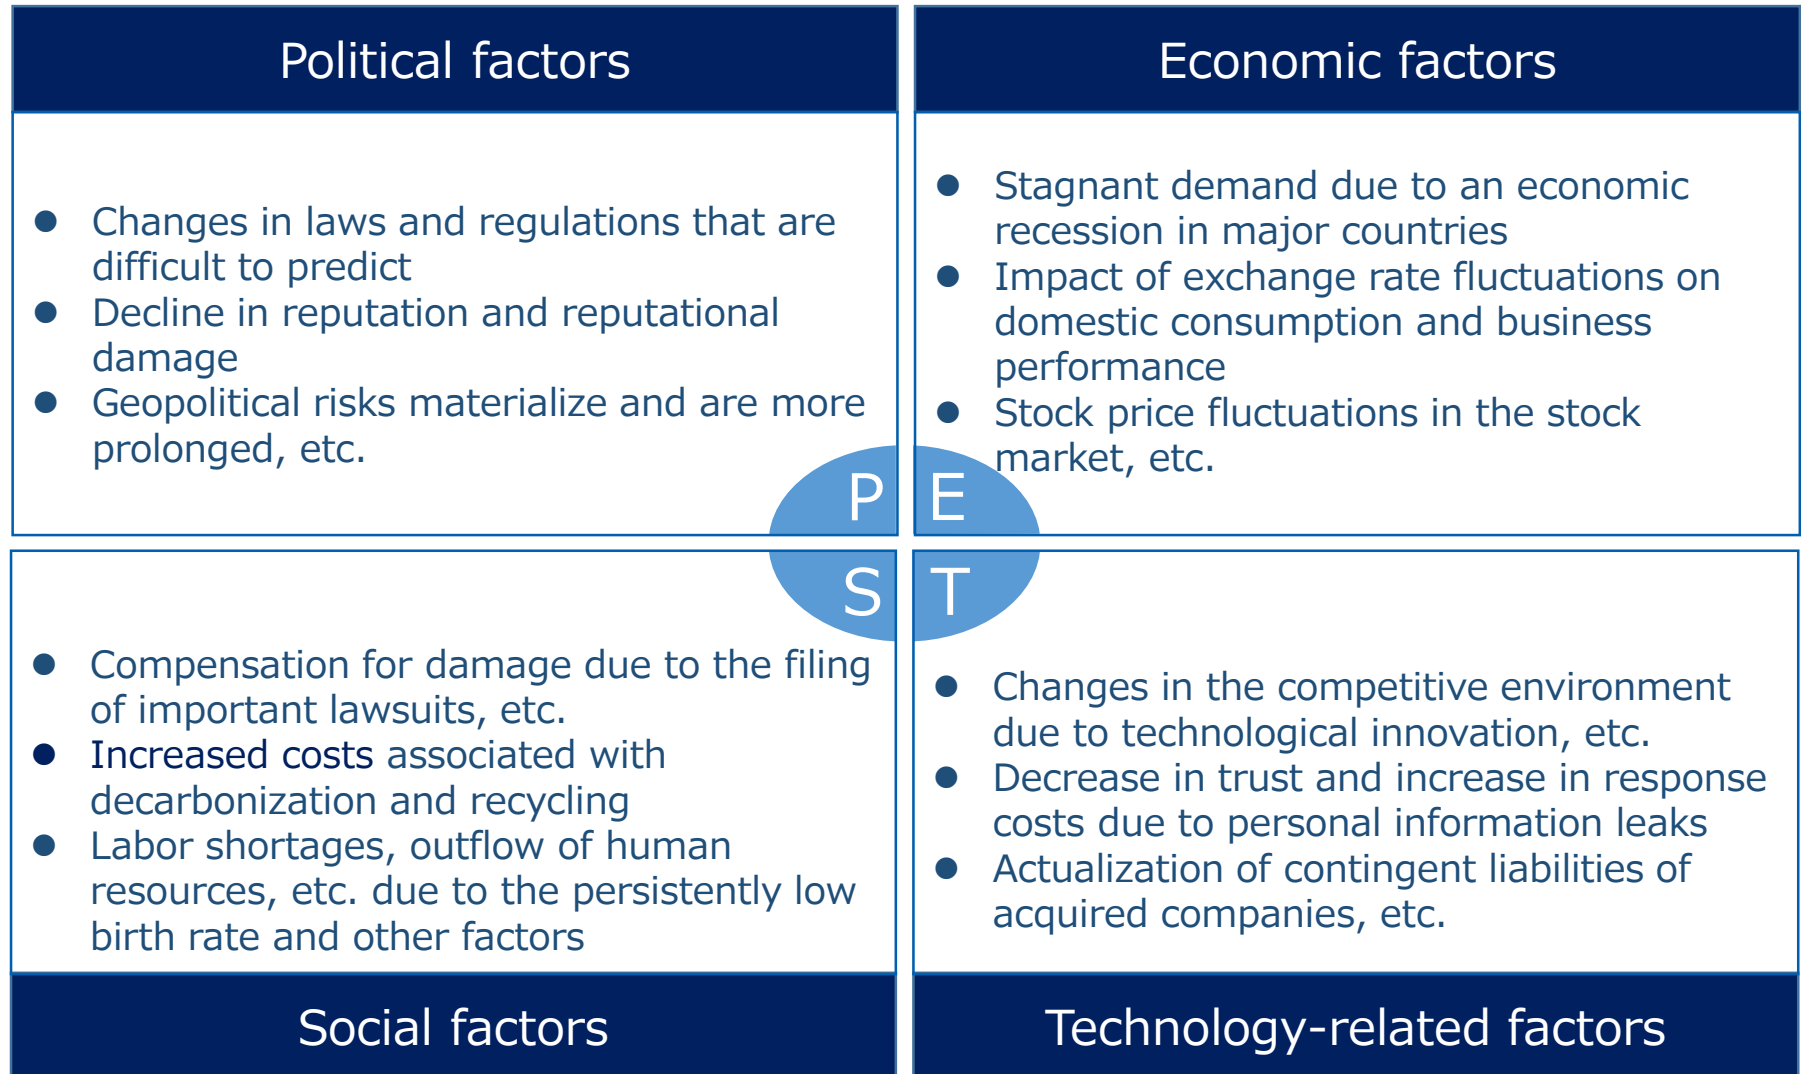 Political factors
● Changes in laws and regulations that are
difficult to predict
● Decline in reputation and reputational
damage
● Geopolitical risks materialize and are more
prolonged, etc.
Economic factors
● Stagnant demand due to an economic
recession in major countries
● Impact of exchange rate fluctuations on
domestic consumption and business
performance
● Stock price fluctuations in the stock
market, etc.
P E
S T
● Compensation for damage due to the filing
of important lawsuits, etc.
● Increased costs associated with
decarbonization and recycling
● Labor shortages, outflow of human
resources, etc. due to the persistently low
birth rate and other factors
Social factors
● Changes in the competitive environment
due to technological innovation, etc.
● Decrease in trust and increase in response
costs due to personal information leaks
● Actualization of contingent liabilities of
acquired companies, etc.
Technology-related factors